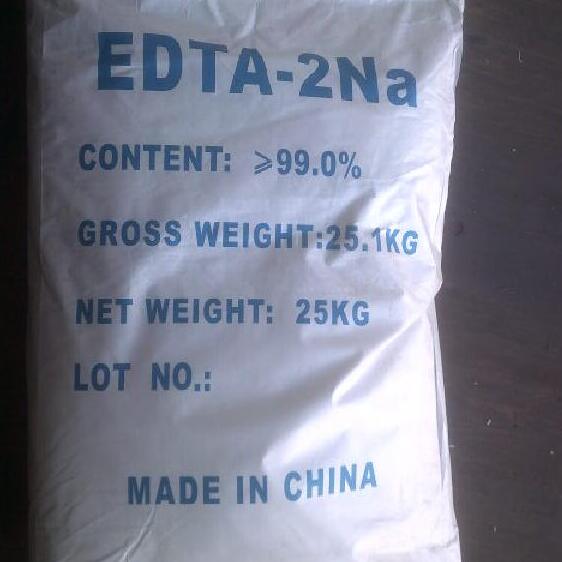 EDTA-2Na
CONTENT: ⩾99.0%
GROSS WEIGHT:25.1KG
NET WEIGHT: 25KG
LOT NO.:
MADE IN CHINA